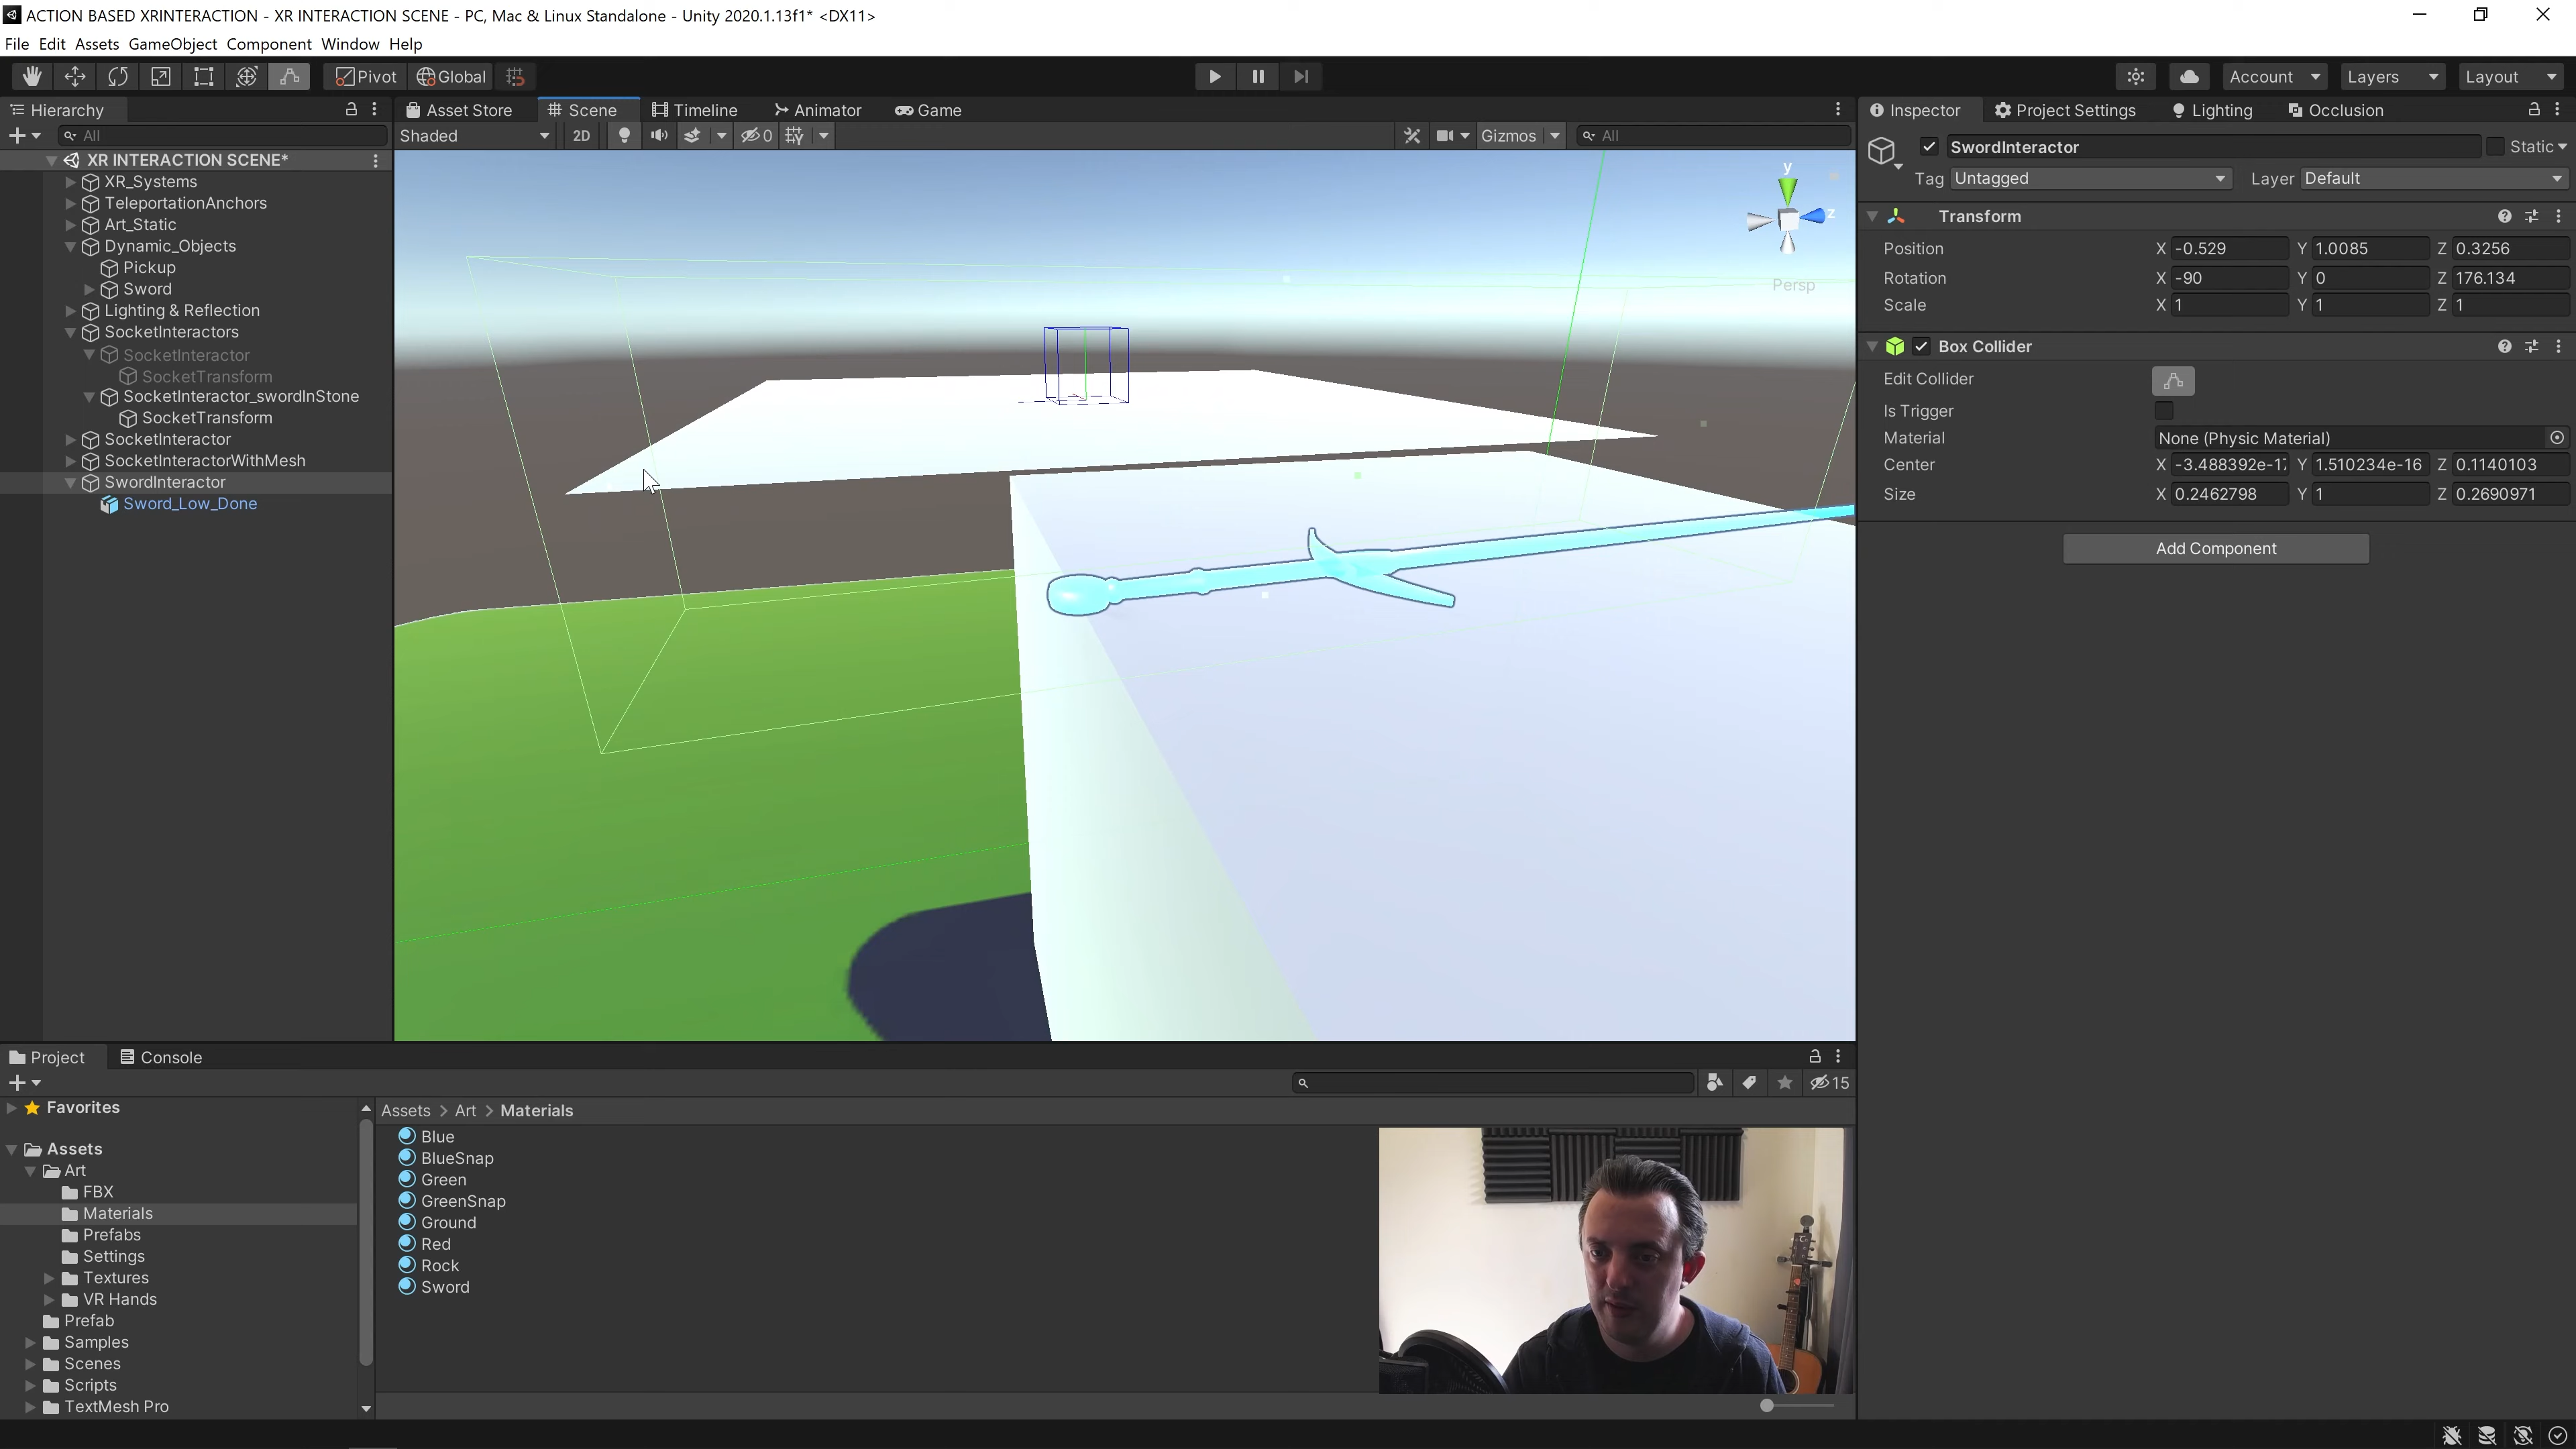 ACTION BASED XRINTERACTION - XR INTERACTION SCENE - PC, Mac & Linux Standalone - Unity 2020.1.13f1* <DX11>
File Edit Assets GameObject Component Window Help
Pivot Global Account Layers Layout
Hierarchy
All
XR INTERACTION SCENE*
XR_Systems
TeleportationAnchors
Art_Static
Dynamic_Objects
Pickup
Sword
Lighting & Reflection
SocketInteractors
SocketInteractor
SocketTransform
SocketInteractor_swordInStone
SocketTransform
SocketInteractor
SocketInteractorWithMesh
SwordInteractor
Sword_Low_Done
Asset Store Scene Timeline Animator Game
Shaded 2D 0 Gizmos All
y
z
Persp
Inspector Project Settings Lighting Occlusion
SwordInteractor Static
Tag Untagged Layer Default
Transform
Position X -0.529 Y 1.0085 Z 0.3256
Rotation X -90 Y 0 Z 176.134
Scale X 1 Y 1 Z 1
Box Collider
Edit Collider
Is Trigger
Material None (Physic Material)
Center X -3.488392e-17 Y 1.510234e-16 Z 0.1140103
Size X 0.2462798 Y 1 Z 0.2690971
Add Component
Project Console
15
Favorites
Assets
Art
FBX
Materials
Prefabs
Settings
Textures
VR Hands
Prefab
Samples
Scenes
Scripts
TextMesh Pro
Assets > Art > Materials
Blue
BlueSnap
Green
GreenSnap
Ground
Red
Rock
Sword